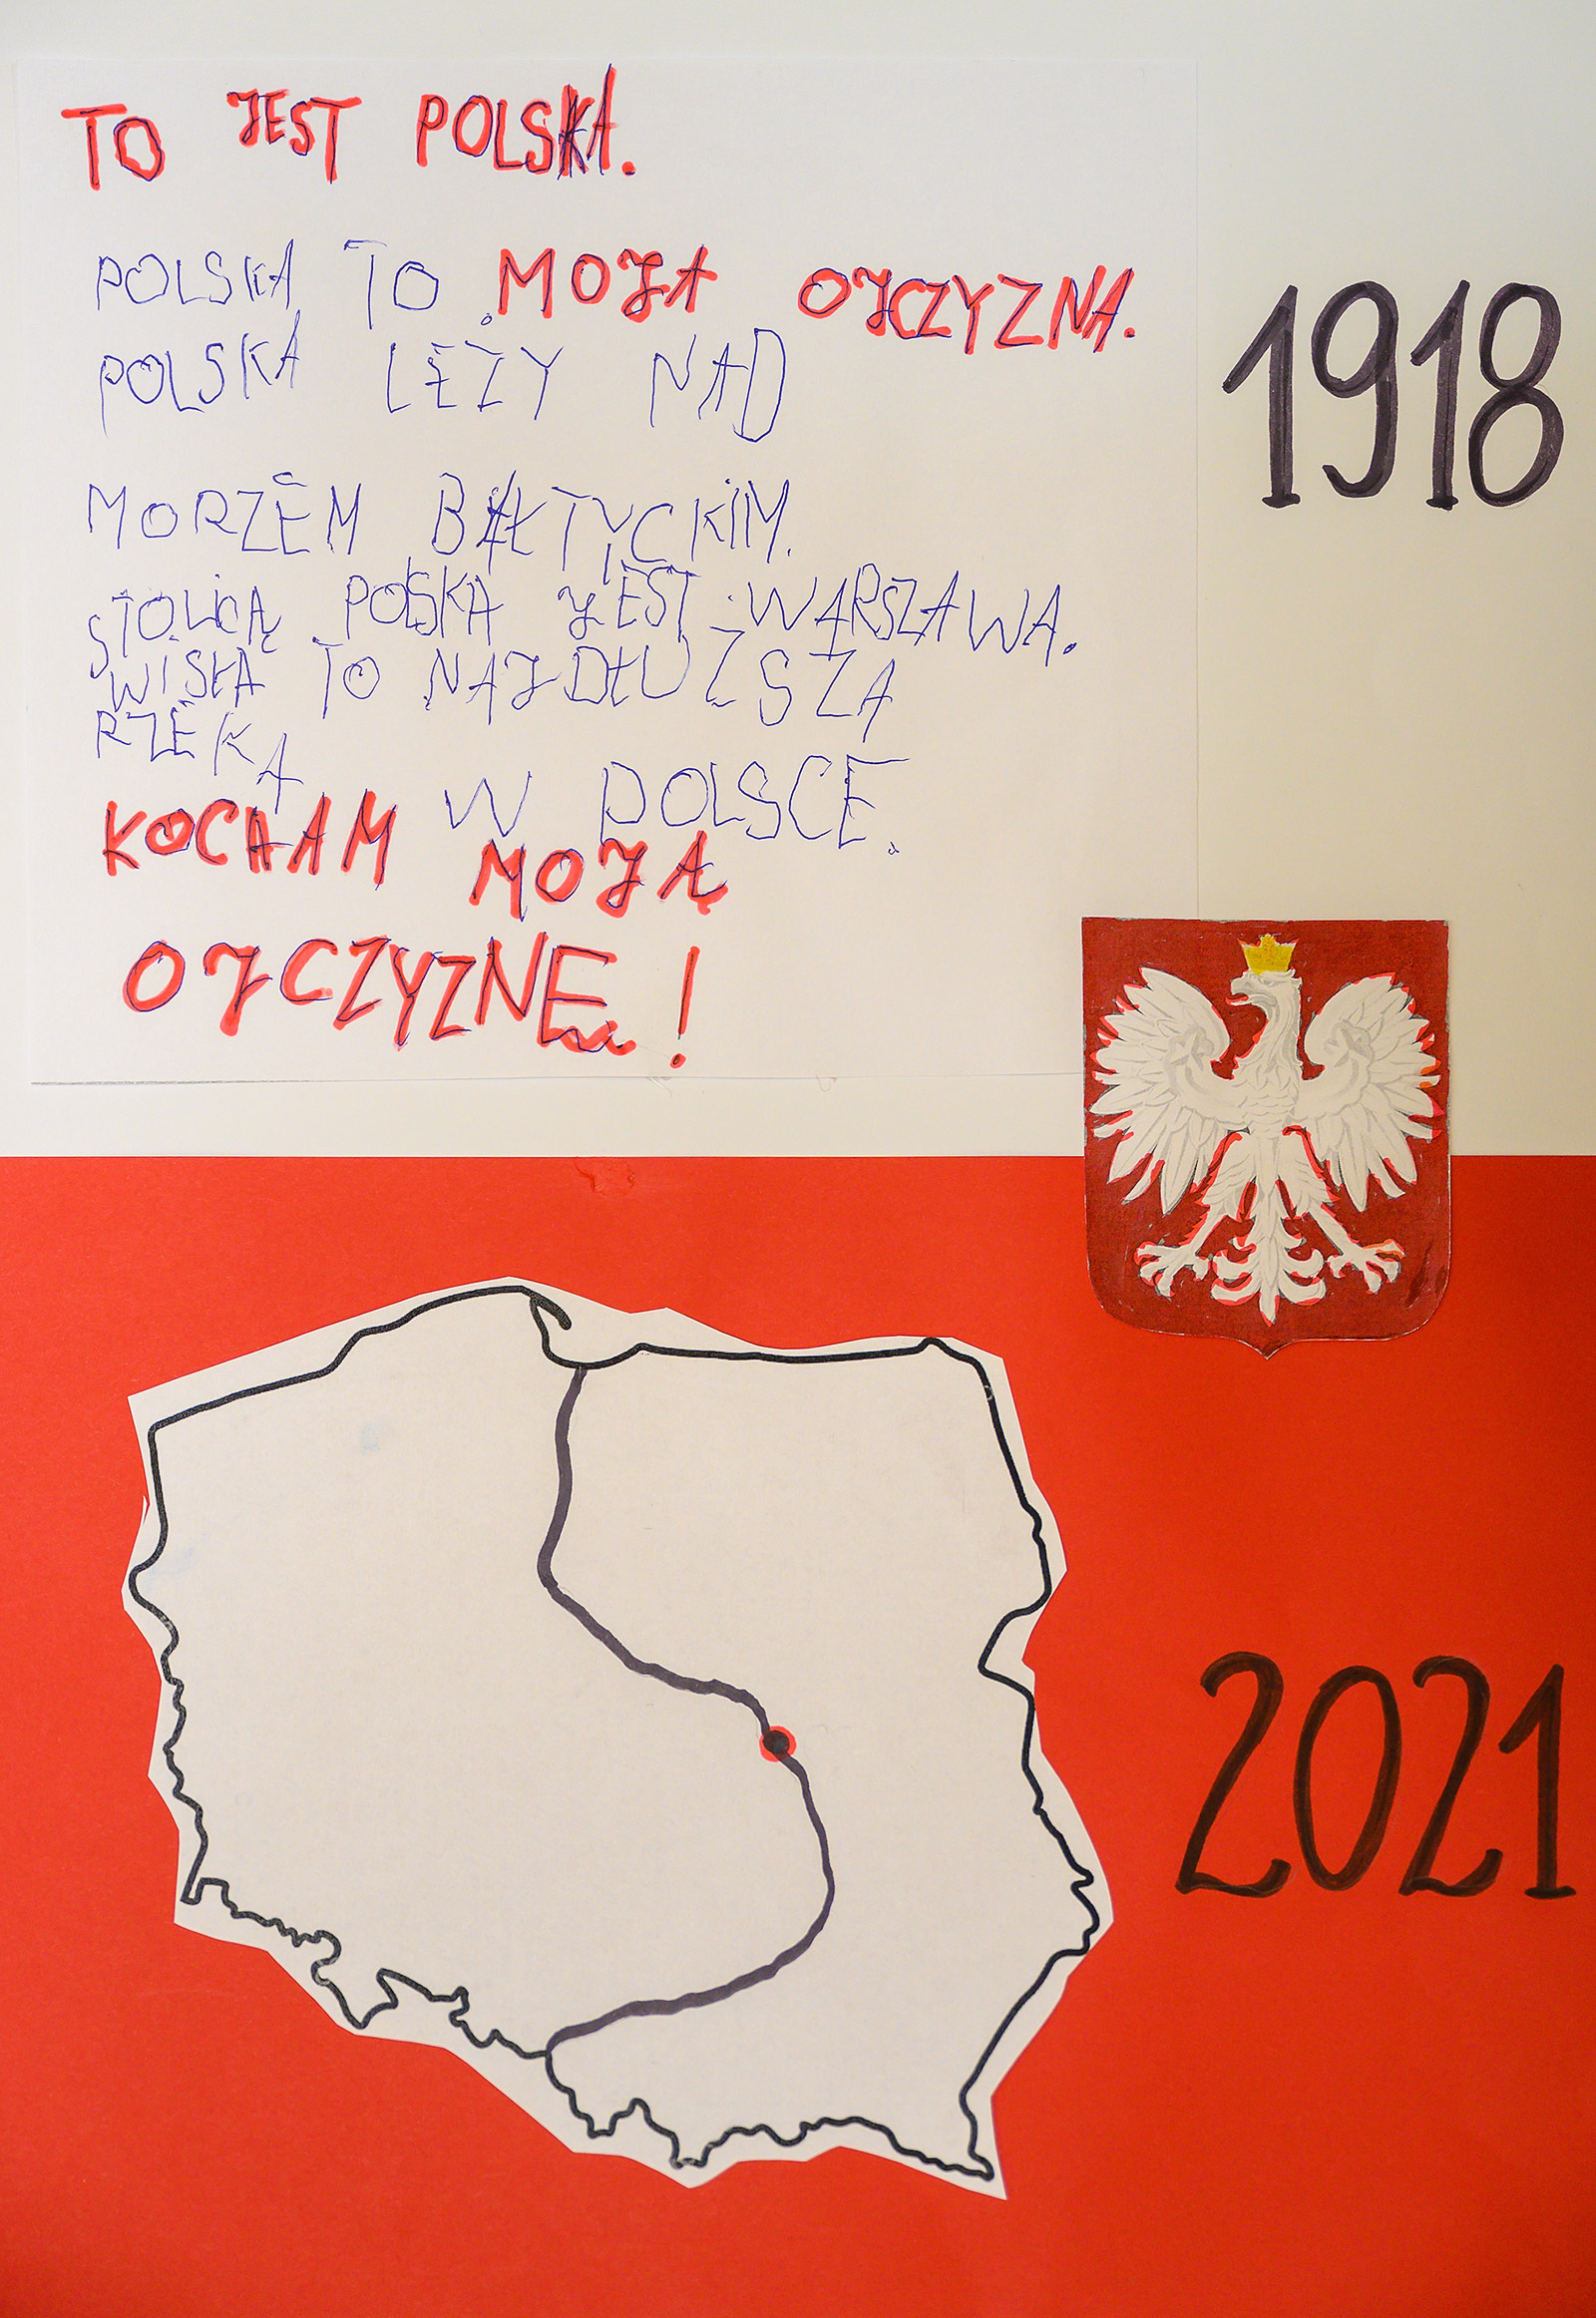 TO JEST POLSKA.
POLSKA TO MOJA OJCZYZNA.
POLSKA LEŻY NAD
MORZEM BAŁTYCKIM.
STOLICĄ POLSKA JEST WARSZAWA.
WISŁA TO NAJDŁUŻSZA
RZEKA
W POLSCE.
KOCHAM MOJĄ
OJCZYZNĘ!
1918
2021